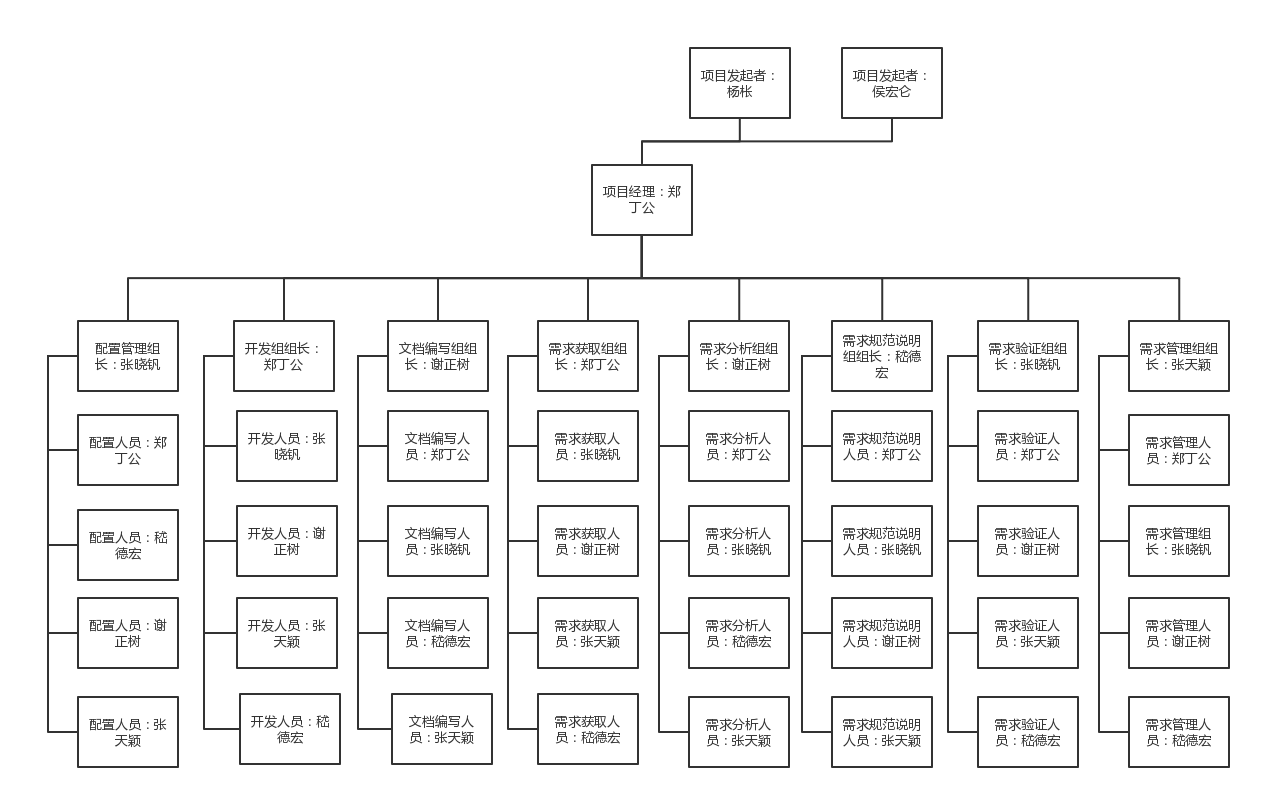 项目发起者：
杨枨
项目发起者：
侯宏仑
项目经理：郑
丁公
配置管理组
长：张晓钒
开发组组长：
郑丁公
文档编写组组
长：谢正树
需求获取组组
长：郑丁公
需求分析组组
长：谢正树
需求规范说明
组组长：嵇德
宏
需求验证组组
长：张晓钒
需求管理组组
长：张天颖
配置人员：郑
丁公
开发人员：张
晓钒
文档编写人
员：郑丁公
需求获取人
员：张晓钒
需求分析人
员：郑丁公
需求规范说明
人员：郑丁公
需求验证人
员：郑丁公
需求管理人
员：郑丁公
配置人员：嵇
德宏
开发人员：谢
正树
文档编写人
员：张晓钒
需求获取人
员：谢正树
需求分析人
员：张晓钒
需求规范说明
人员：张晓钒
需求验证人
员：谢正树
需求管理组
长：张晓钒
配置人员：谢
正树
开发人员：张
天颖
文档编写人
员：嵇德宏
需求获取人
员：张天颖
需求分析人
员：嵇德宏
需求规范说明
人员：谢正树
需求验证人
员：张天颖
需求管理人
员：谢正树
配置人员：张
天颖
开发人员：嵇
德宏
文档编写人
员：张天颖
需求获取人
员：嵇德宏
需求分析人
员：张天颖
需求规范说明
人员：张天颖
需求验证人
员：嵇德宏
需求管理人
员：嵇德宏